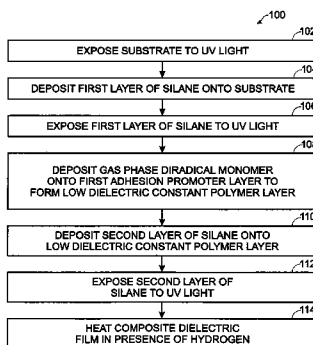 100
102
EXPOSE SUBSTRATE TO UV LIGHT
104
DEPOSIT FIRST LAYER OF SILANE ONTO SUBSTRATE
106
EXPOSE FIRST LAYER OF SILANE TO UV LIGHT
108
DEPOSIT GAS PHASE DIRADICAL MONOMER
ONTO FIRST ADHESION PROMOTER LAYER TO
FORM LOW DIELECTRIC CONSTANT POLYMER LAYER
110
DEPOSIT SECOND LAYER OF SILANE ONTO
LOW DIELECTRIC CONSTANT POLYMER LAYER
112
EXPOSE SECOND LAYER OF
SILANE TO UV LIGHT
114
HEAT COMPOSITE DIELECTRIC
FILM IN PRESENCE OF HYDROGEN